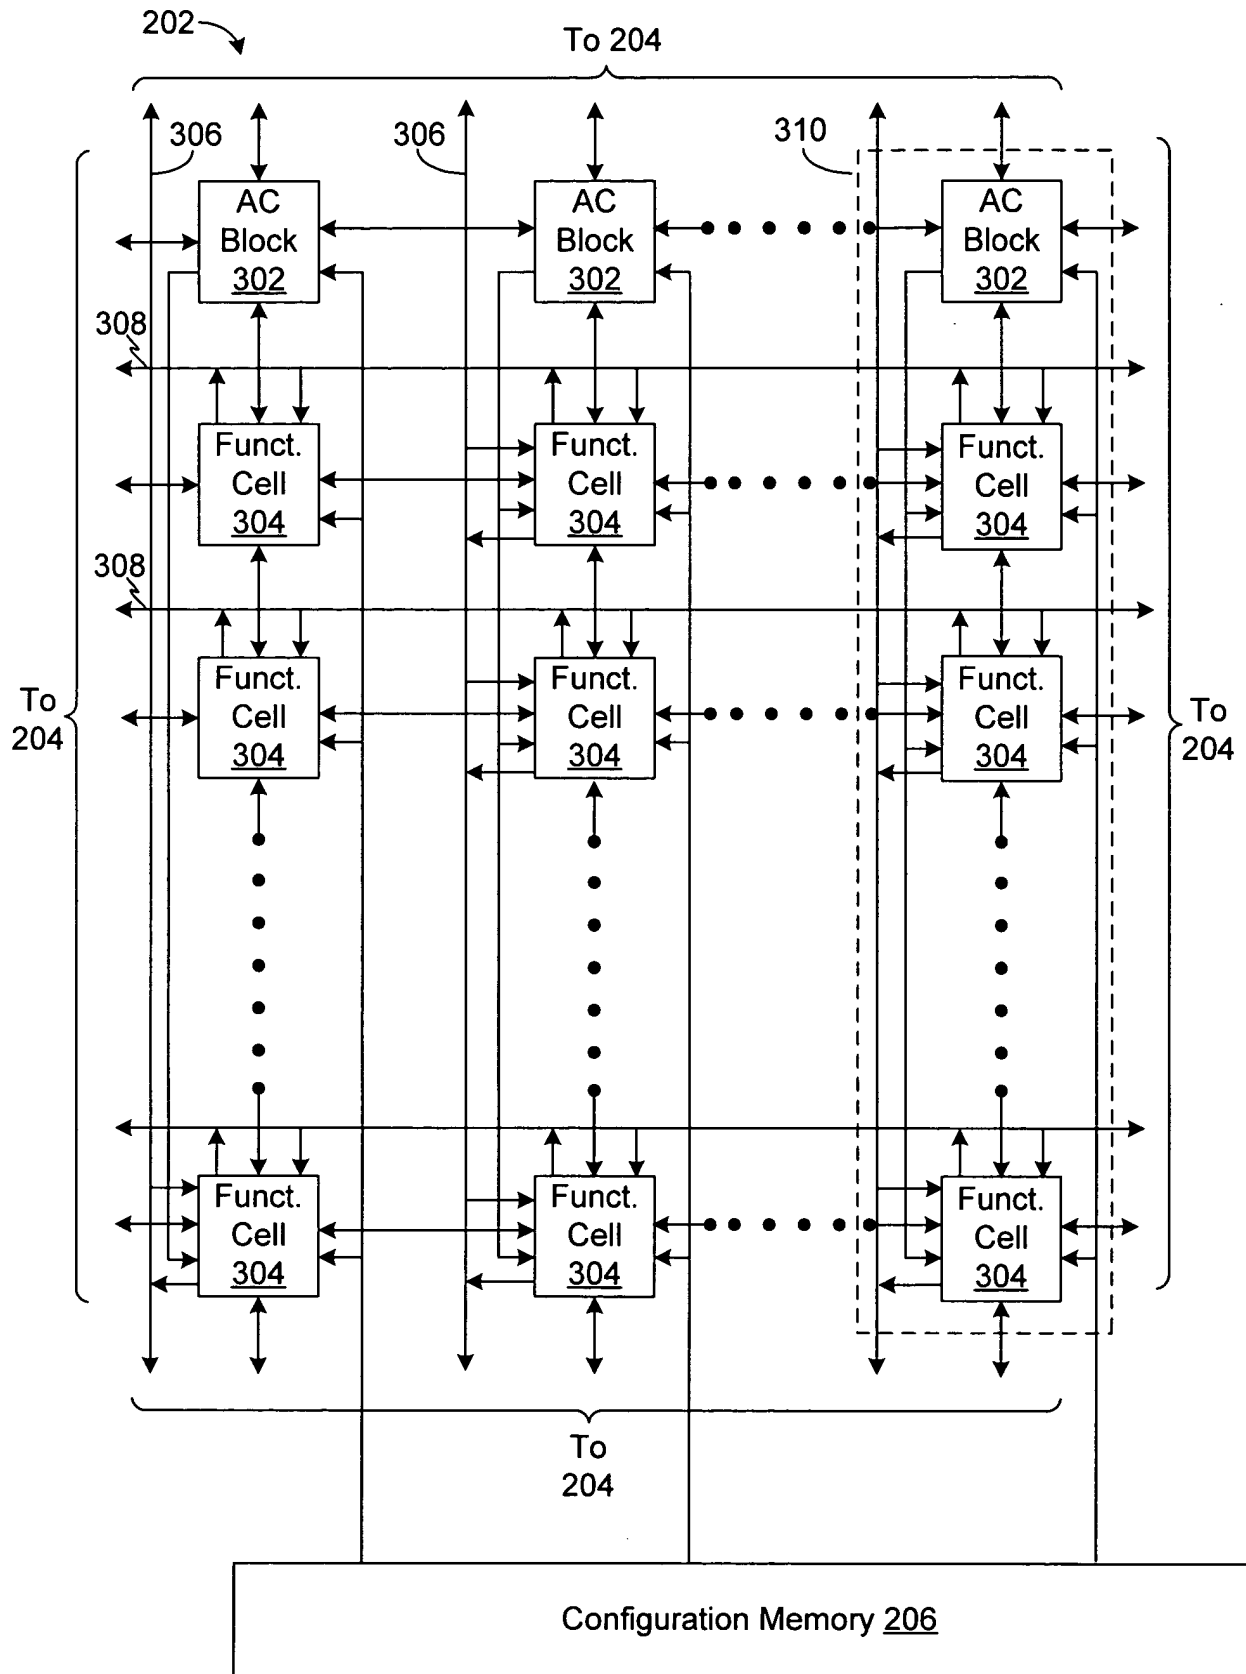 202
To 204
306
306
310
AC
Block
302
AC
Block
302
AC
Block
302
308
Funct.
Cell
304
Funct.
Cell
304
Funct.
Cell
304
308
Funct.
Cell
304
Funct.
Cell
304
Funct.
Cell
304
To
204
To
204
Funct.
Cell
304
Funct.
Cell
304
Funct.
Cell
304
To
204
Configuration Memory 206